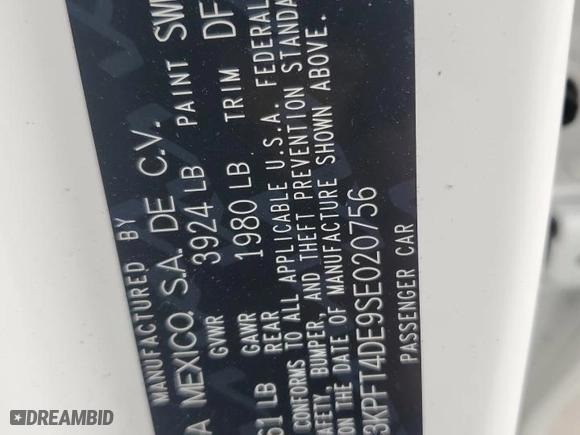 MANUFACTURED BY
A MEXICO. S.A. DE C.V.
GVWR 3924 LB PAINT
61 LB GAWR REAR 1980 LB TRIM DF
CONFORMS TO ALL APPLICABLE U.S.A. FEDERAL
SAFETY, BUMPER, AND THEFT PREVENTION STANDA
ON THE DATE OF MANUFACTURE SHOWN ABOVE.
3KPFT4DE9SE020756
PASSENGER CAR
DREAMBID